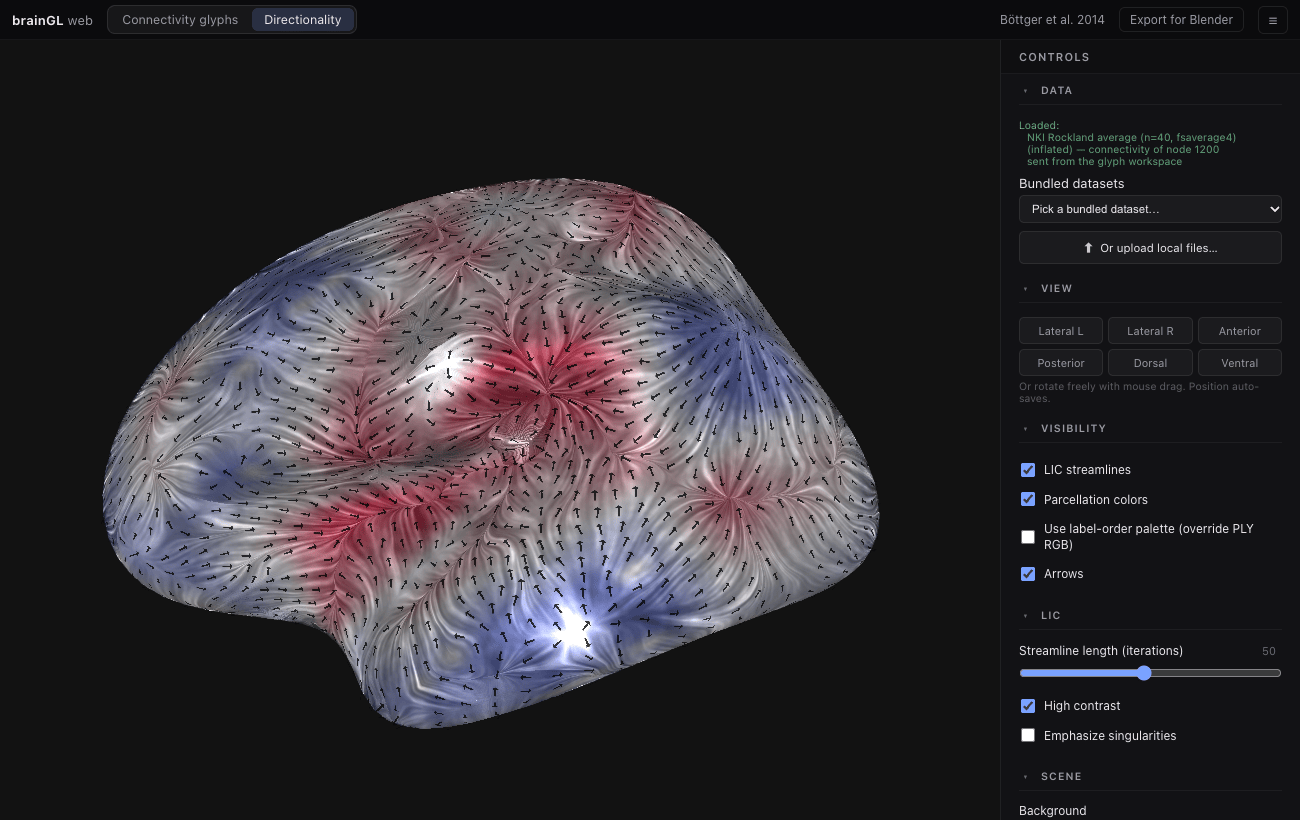 brainGL web
Connectivity glyphs
Directionality
Böttger et al. 2014
Export for Blender
CONTROLS
DATA
Loaded:
NKI Rockland average (n=40, fsaverage4)
(inflated) — connectivity of node 1200
sent from the glyph workspace
Bundled datasets
Pick a bundled dataset...
⬆ Or upload local files...
VIEW
Lateral L
Lateral R
Anterior
Posterior
Dorsal
Ventral
Or rotate freely with mouse drag. Position auto-
saves.
VISIBILITY
LIC streamlines
Parcellation colors
Use label-order palette (override PLY
RGB)
Arrows
LIC
Streamline length (iterations) 50
High contrast
Emphasize singularities
SCENE
Background